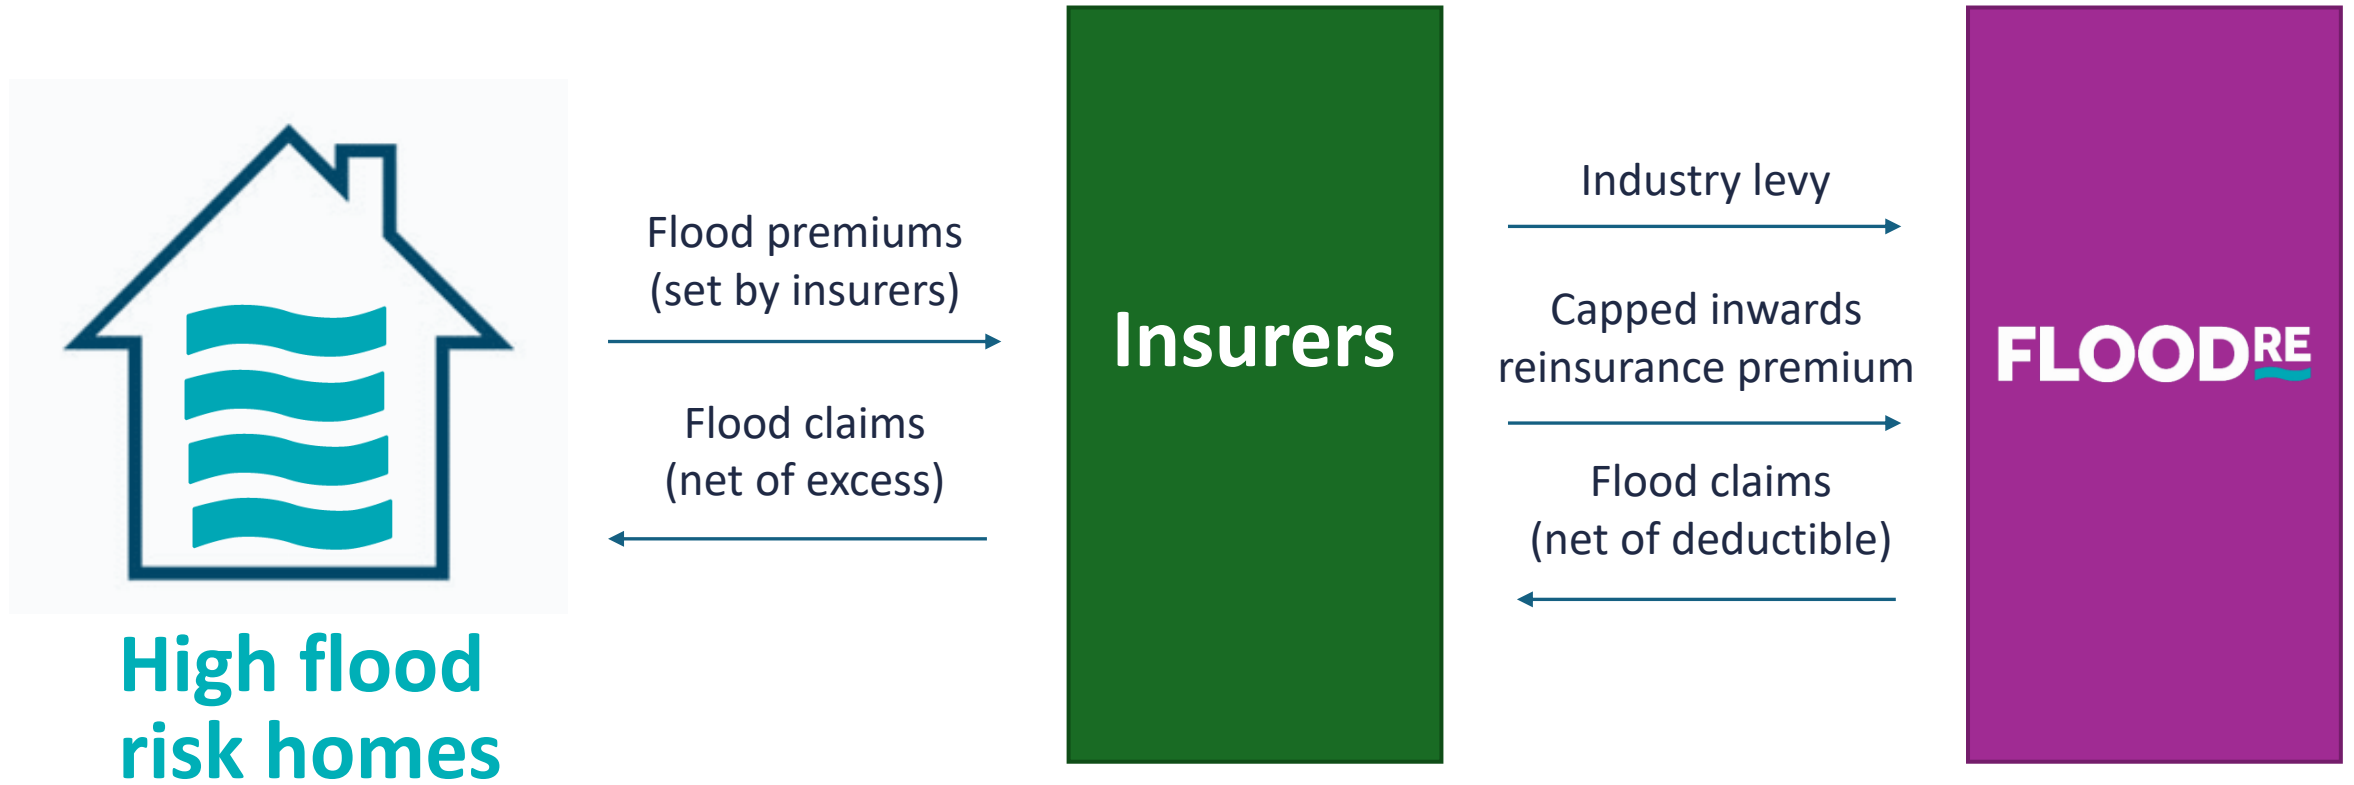 High flood
risk homes
Flood premiums
(set by insurers)
Flood claims
(net of excess)
Insurers
Industry levy
Capped inwards
reinsurance premium
Flood claims
(net of deductible)
FLOODRE